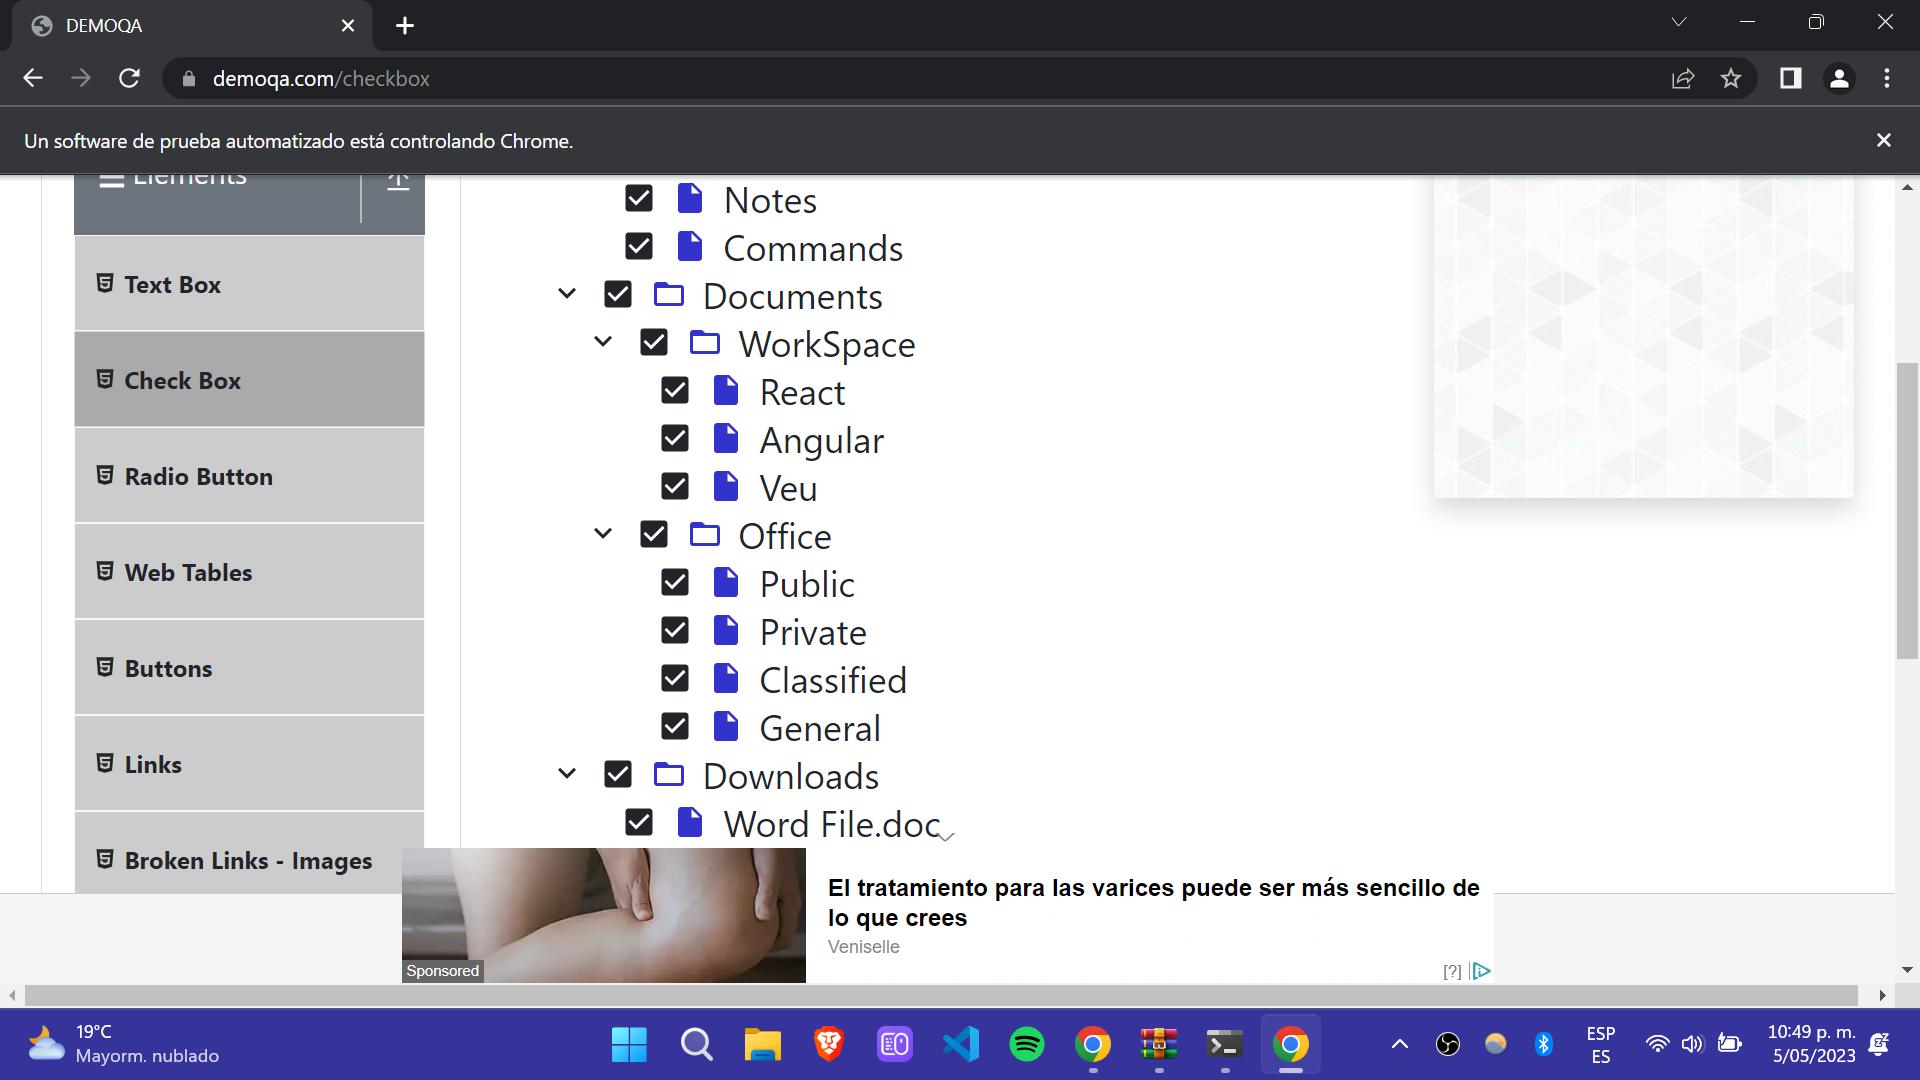 DEMOQA
demoqa.com/checkbox
Un software de prueba automatizado está controlando Chrome.
Elements
Text Box
Check Box
Radio Button
Web Tables
Buttons
Links
Broken Links - Images
Notes
Commands
Documents
WorkSpace
React
Angular
Veu
Office
Public
Private
Classified
General
Downloads
Word File.doc
Sponsored
El tratamiento para las varices puede ser más sencillo de
lo que crees
Veniselle
[?]
19°C
Mayorm. nublado
ESP
ES
10:49 p. m.
5/05/2023